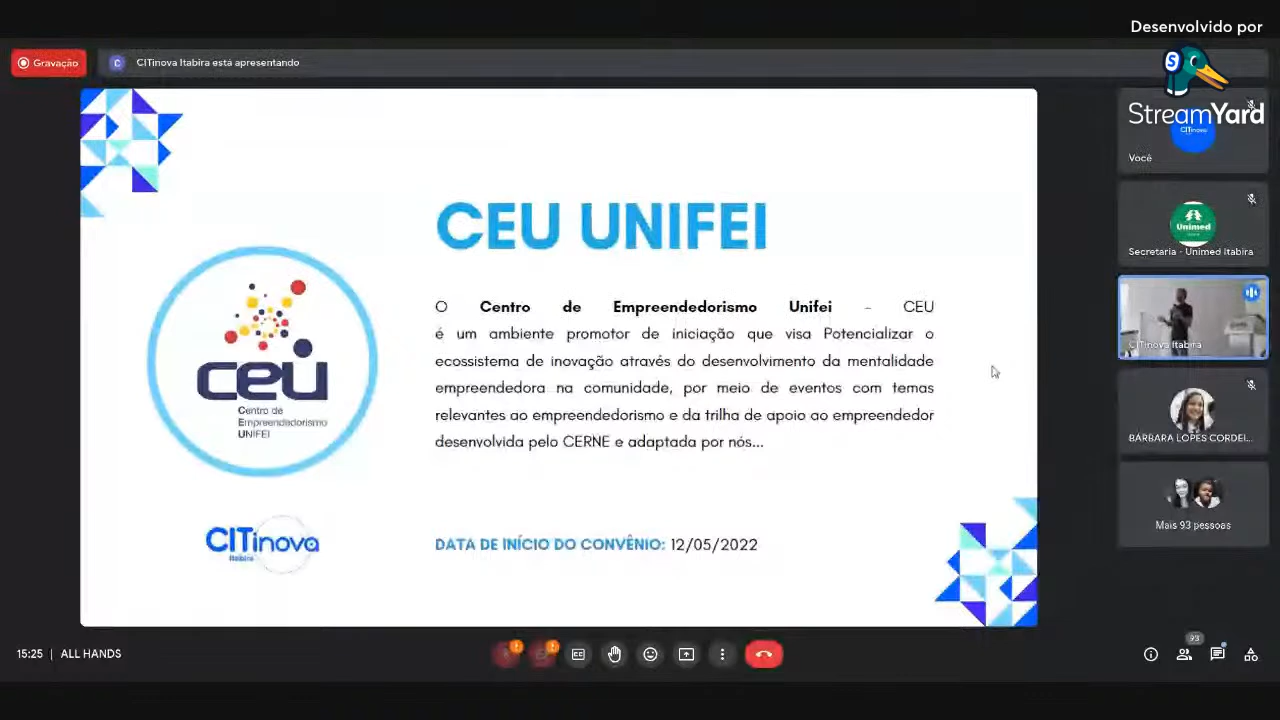 Desenvolvido por
StreamYard
Gravação
C
CITinova Itabira está apresentando
CEU UNIFEI
O Centro de Empreendedorismo Unifei - CEU
é um ambiente promotor de iniciação que visa Potencializar o
ecossistema de inovação através do desenvolvimento da mentalidade
empreendedora na comunidade, por meio de eventos com temas
relevantes ao empreendedorismo e da trilha de apoio ao empreendedor
desenvolvida pelo CERNE e adaptada por nós...
DATA DE INÍCIO DO CONVÊNIO: 12/05/2022
ceu
Centro de
Empreendedorismo
UNIFEI
CITinova
Itabira
CITinova
Você
Unimed
Secretaria - Unimed Itabira
CITinova Itabira
BÁRBARA LOPES CORDEI...
Mais 93 pessoas
15:25 | ALL HANDS
93